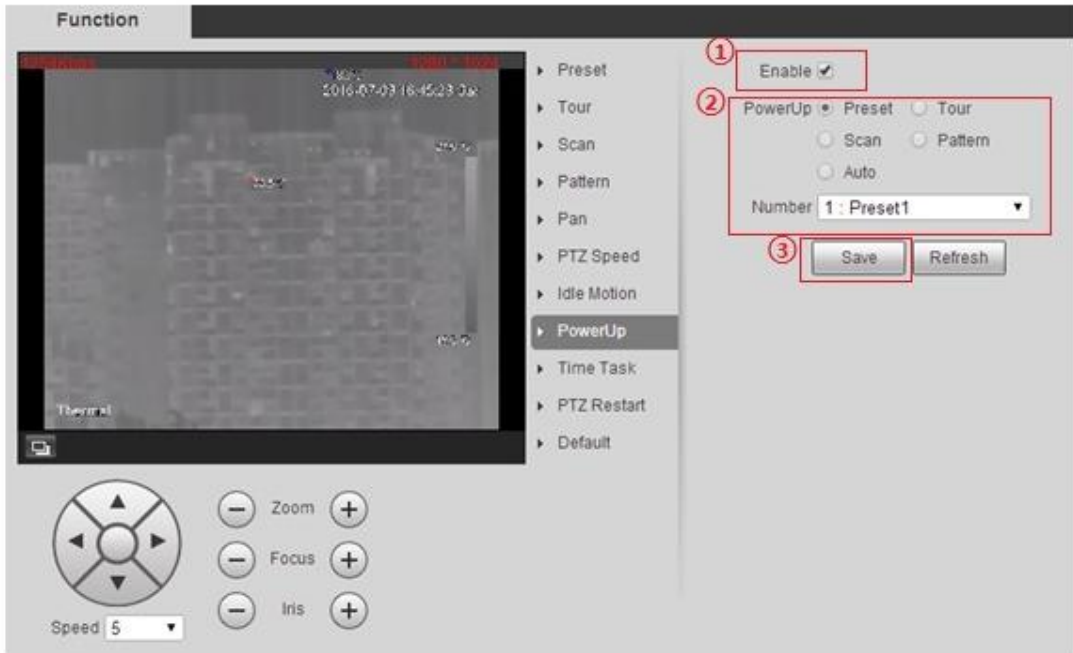 Function
2016-07-03 16:45:23
Thermal
Preset
Tour
Scan
Pattern
Pan
PTZ Speed
Idle Motion
PowerUp
Time Task
PTZ Restart
Default
① Enable
② PowerUp Preset Tour
Scan Pattern
Auto
Number 1 : Preset1
③ Save Refresh
Zoom
Focus
Iris
Speed 5